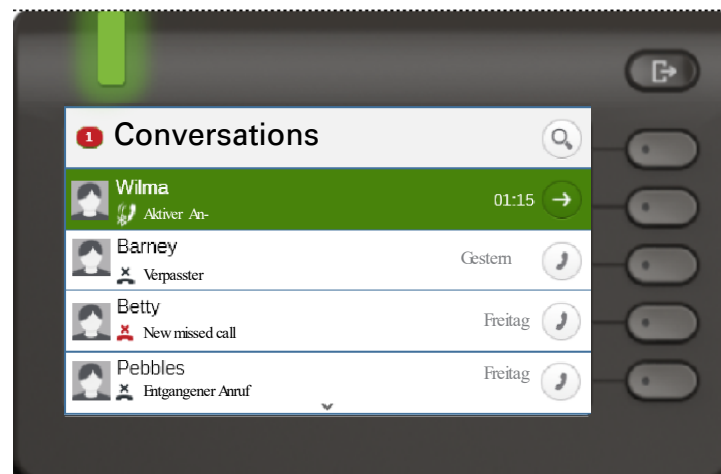 1 Conversations
Wilma
01:15
Aktiver An-
Barney
Gestern
Verpasster
Betty
Freitag
New missed call
Pebbles
Freitag
Entgangener Anruf